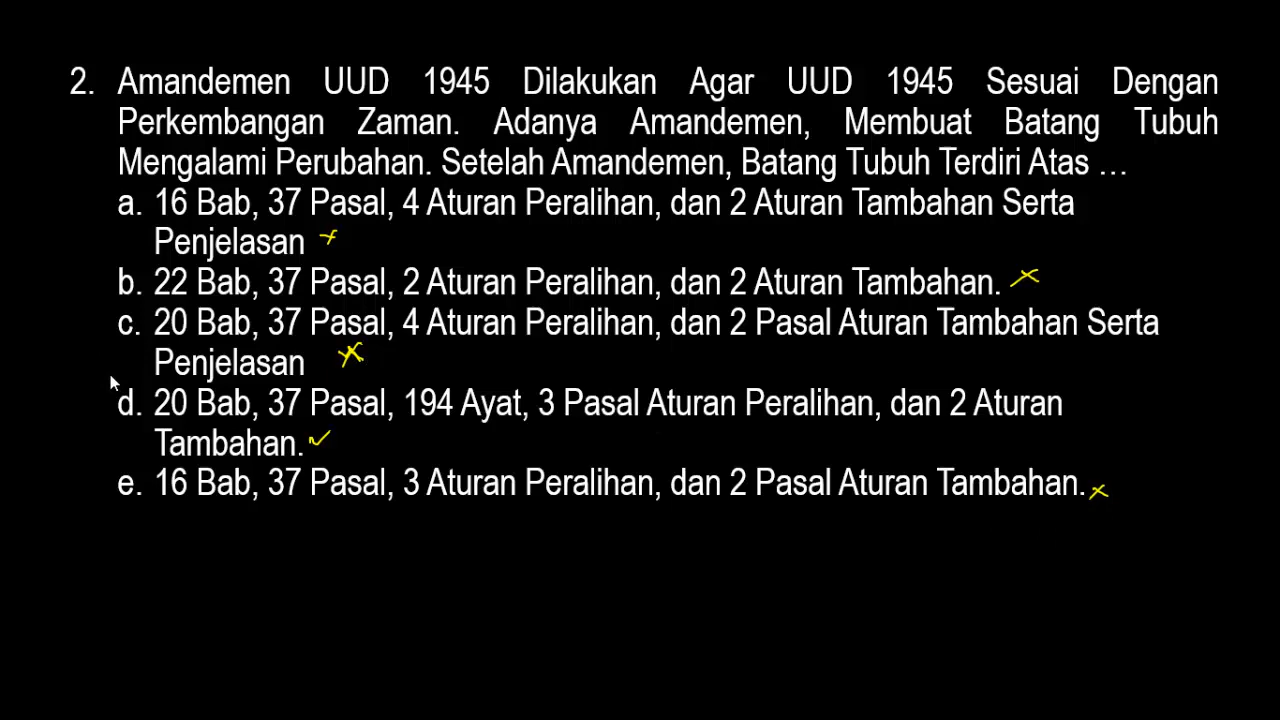 2. Amandemen UUD 1945 Dilakukan Agar UUD 1945 Sesuai Dengan
Perkembangan Zaman. Adanya Amandemen, Membuat Batang Tubuh
Mengalami Perubahan. Setelah Amandemen, Batang Tubuh Terdiri Atas ...
a. 16 Bab, 37 Pasal, 4 Aturan Peralihan, dan 2 Aturan Tambahan Serta
Penjelasan
b. 22 Bab, 37 Pasal, 2 Aturan Peralihan, dan 2 Aturan Tambahan.
c. 20 Bab, 37 Pasal, 4 Aturan Peralihan, dan 2 Pasal Aturan Tambahan Serta
Penjelasan
d. 20 Bab, 37 Pasal, 194 Ayat, 3 Pasal Aturan Peralihan, dan 2 Aturan
Tambahan.
e. 16 Bab, 37 Pasal, 3 Aturan Peralihan, dan 2 Pasal Aturan Tambahan.